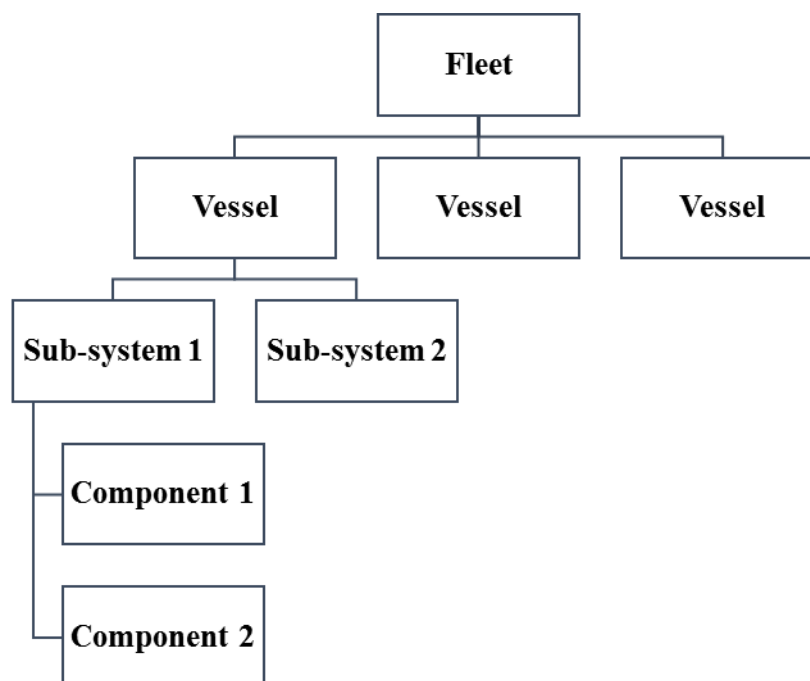 Fleet
Vessel
Vessel
Vessel
Sub-system 1
Sub-system 2
Component 1
Component 2